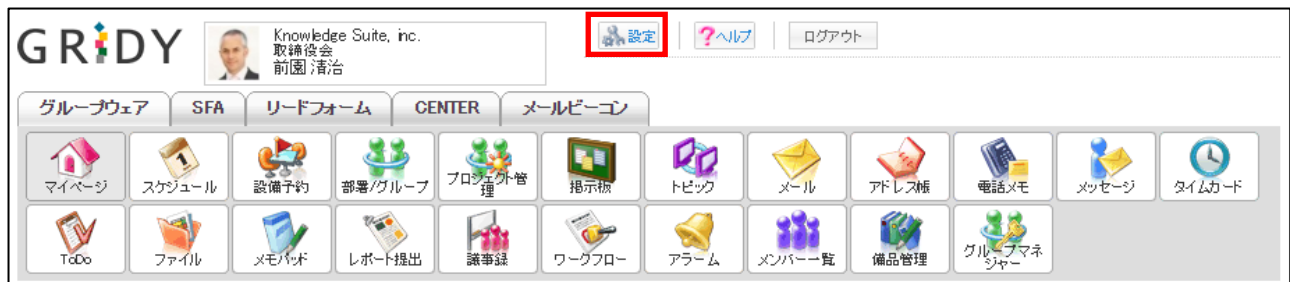 GRiDY
Knowledge Suite, inc.
取締役会
前園 清治
設定
?ヘルプ
ログアウト
グループウェア SFA リードフォーム CENTER メールビーコン
マイページ
スケジュール
設備予約
部署/グループ
プロジェクト管
理
掲示板
トピック
メール
アドレス帳
電話メモ
メッセージ
タイムカード
ToDo
ファイル
メモパッド
レポート提出
議事録
ワークフロー
アラーム
メンバー一覧
備品管理
グループマネ
ジャー